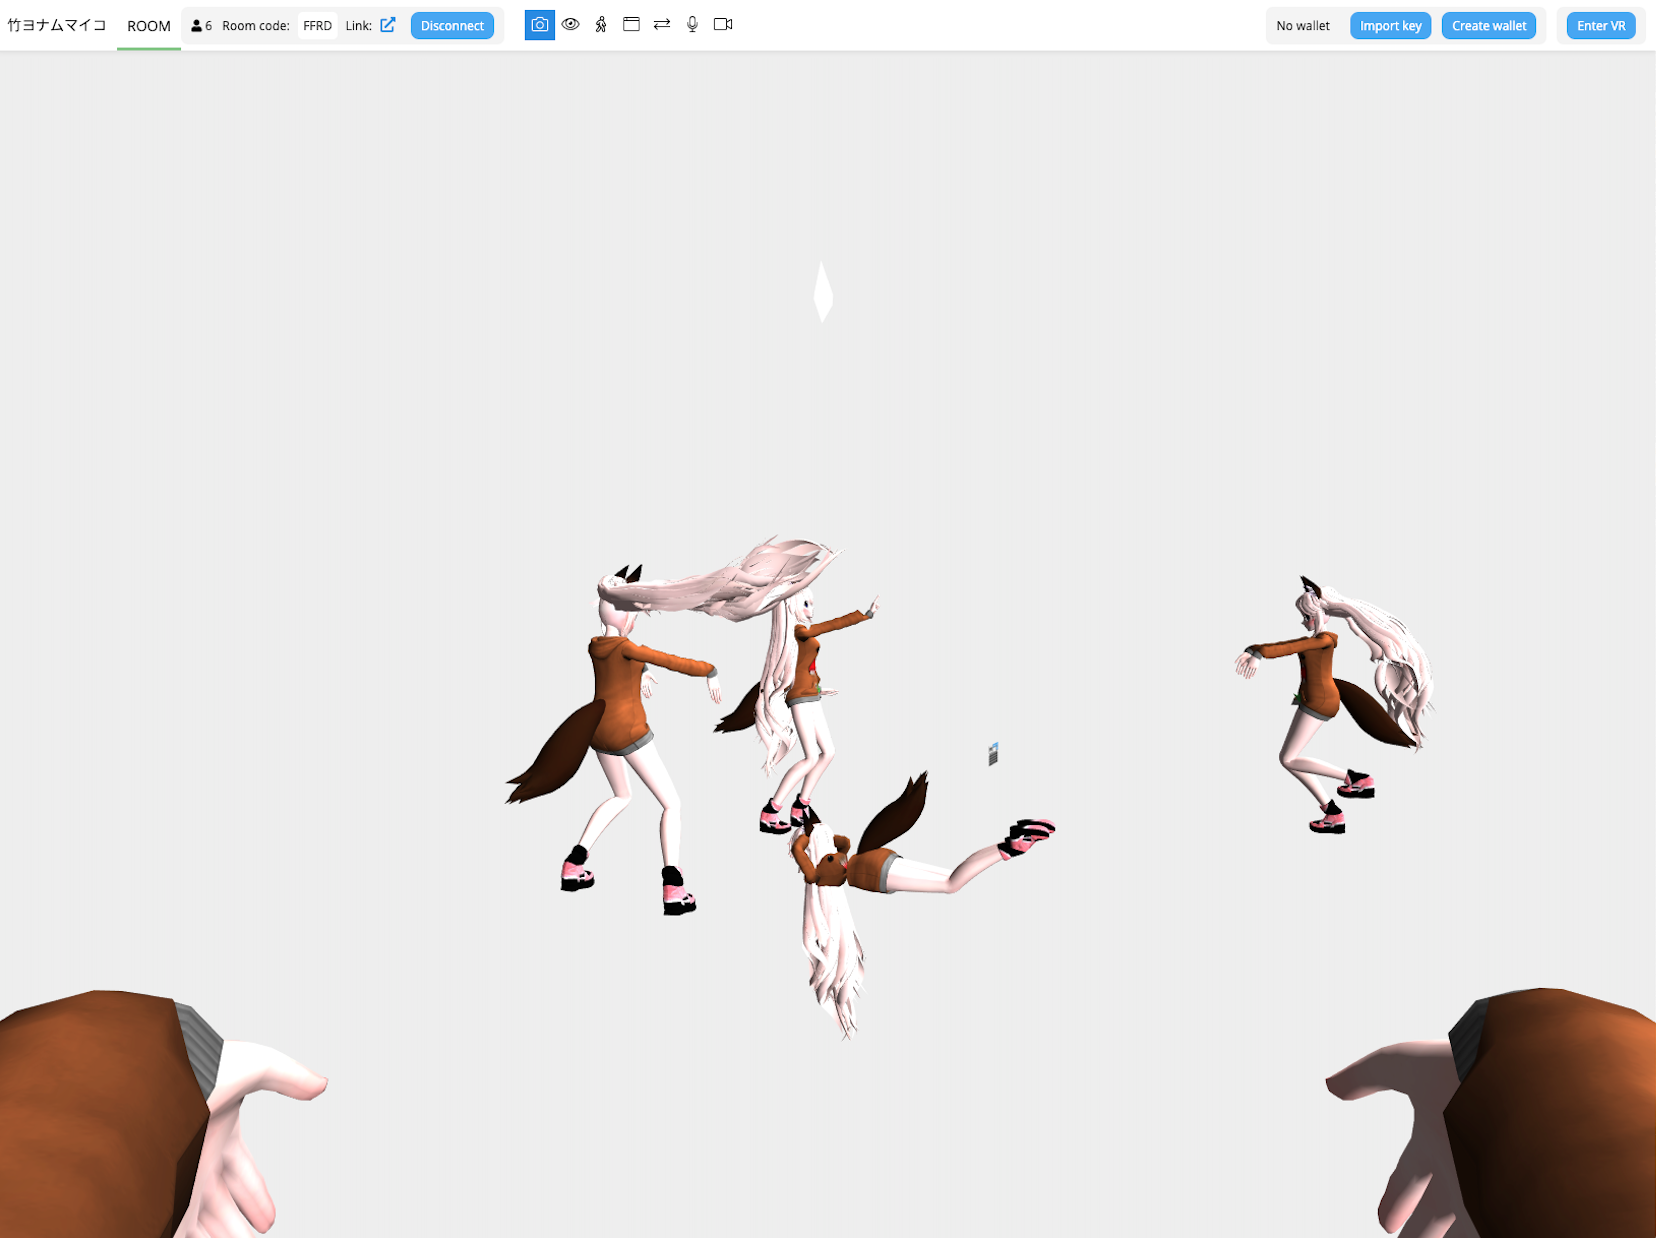 竹ヨナムマイコ ROOM 6 Room code: FFRD Link: Disconnect No wallet Import key Create wallet Enter VR